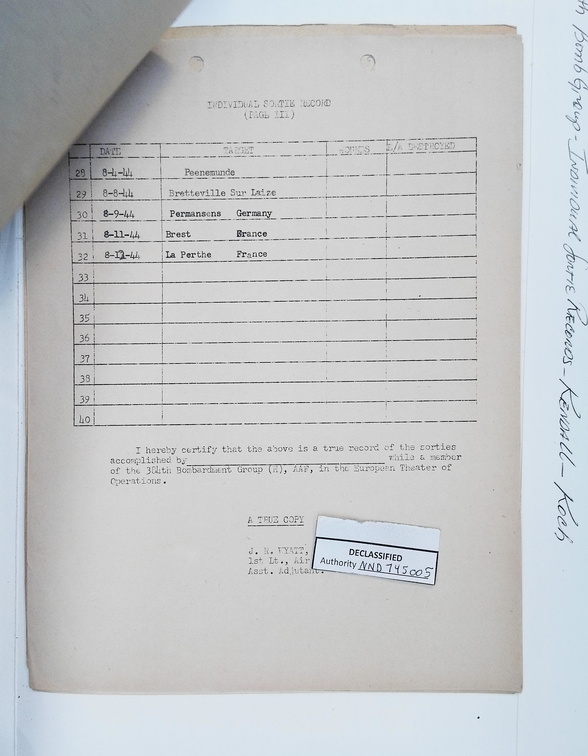 INDIVIDUAL SORTIE RECORD
(PAGE III)
DATE TARGET E/A DESTROYED
28 8-4-44 Peenemunde
29 8-8-44 Bretteville Sur Laize
30 8-9-44 Permansens Germany
31 8-11-44 Brest France
32 8-13-44 La Perthe France
33
34
35
36
37
38
39
40
I hereby certify that the above is a true record of the sorties
accomplished by while a member
of the 384th Bombardment Group (H), AAF, in the European Theater of
Operations.
A TRUE COPY
J. H. WYATT,
1st Lt., Air
Asst. Adjutant.
DECLASSIFIED
Authority NND 745005
th Bomb Group - Individual Sortie Records - Kendall - Koch